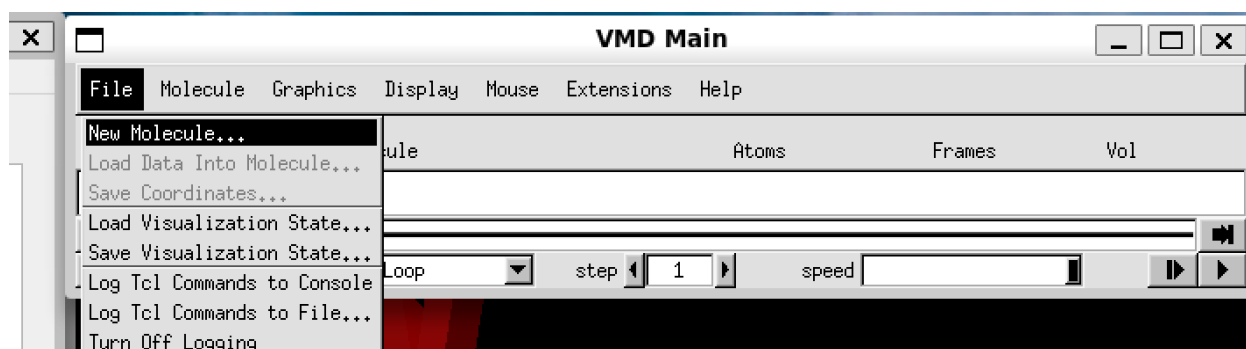 VMD Main
File Molecule Graphics Display Mouse Extensions Help
New Molecule...
cule Atoms Frames Vol
Load Data Into Molecule...
Save Coordinates...
Load Visualization State...
Save Visualization State...
Loop step 1 speed
Log Tcl Commands to Console
Log Tcl Commands to File...
Turn Off Logging